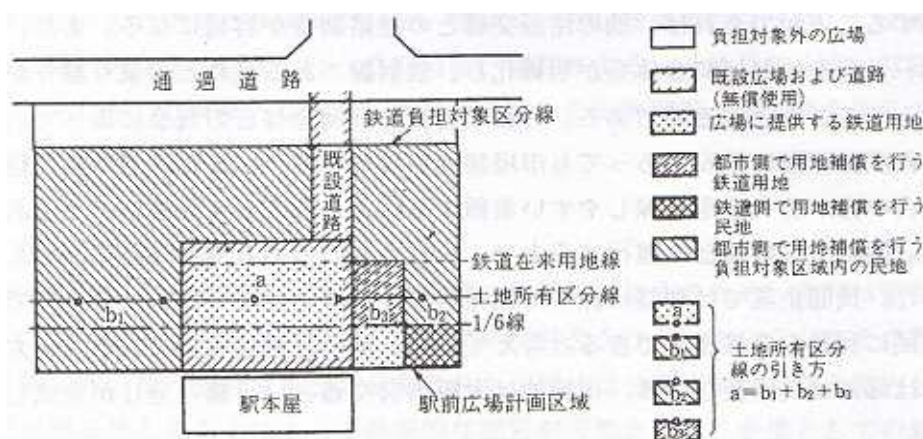 通過道路
鉄道負担対象区分線
既設道路
a
鉄道在来用地線
土地所有区分線
b₁
b₃
b₂
1/6線
駅本屋
駅前広場計画区域
負担対象外の広場
既設広場および道路
(無償使用)
広場に提供する鉄道用地
都市側で用地補償を行う
鉄道用地
鉄道側で用地補償を行う
民地
都市側で用地補償を行う
負担対象区域内の民地
a
b₁
b₂
b₃
土地所有区分
線の引き方
a=b₁+b₂+b₃